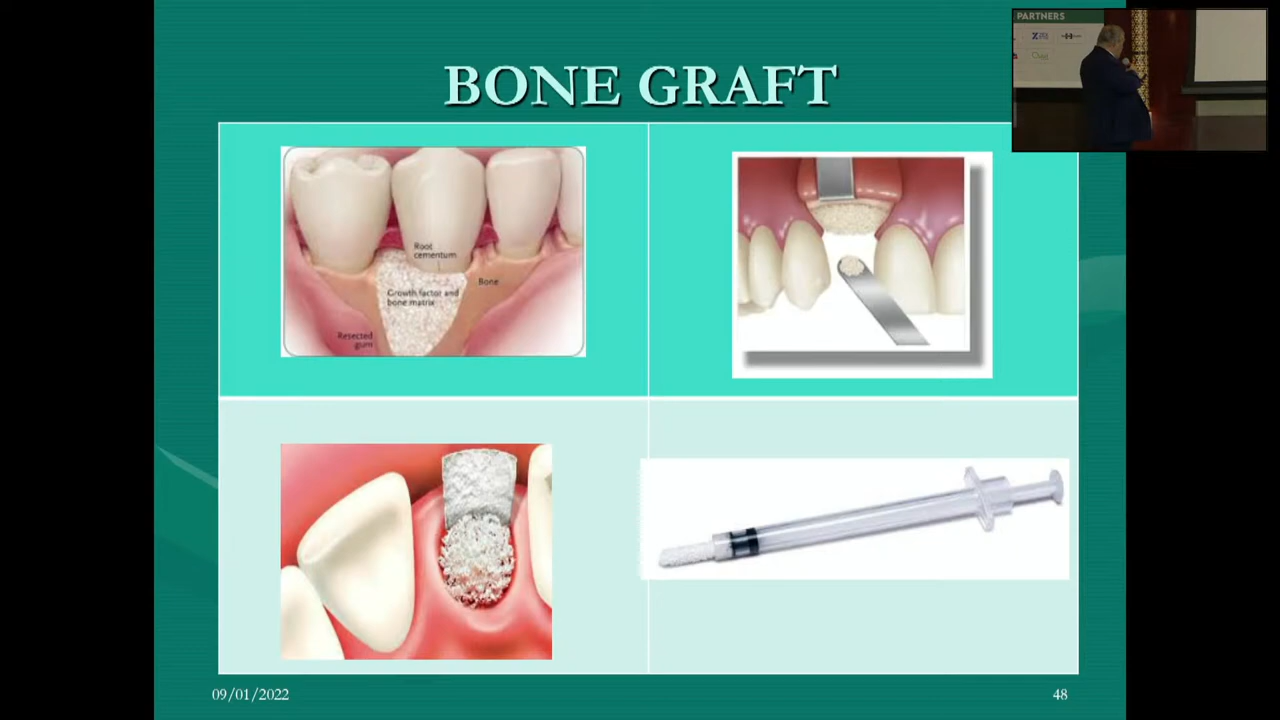 PARTNERS
BONE GRAFT
Root
cementum
Bone
Growth factor and
bone matrix
Resected
gum
09/01/2022
48